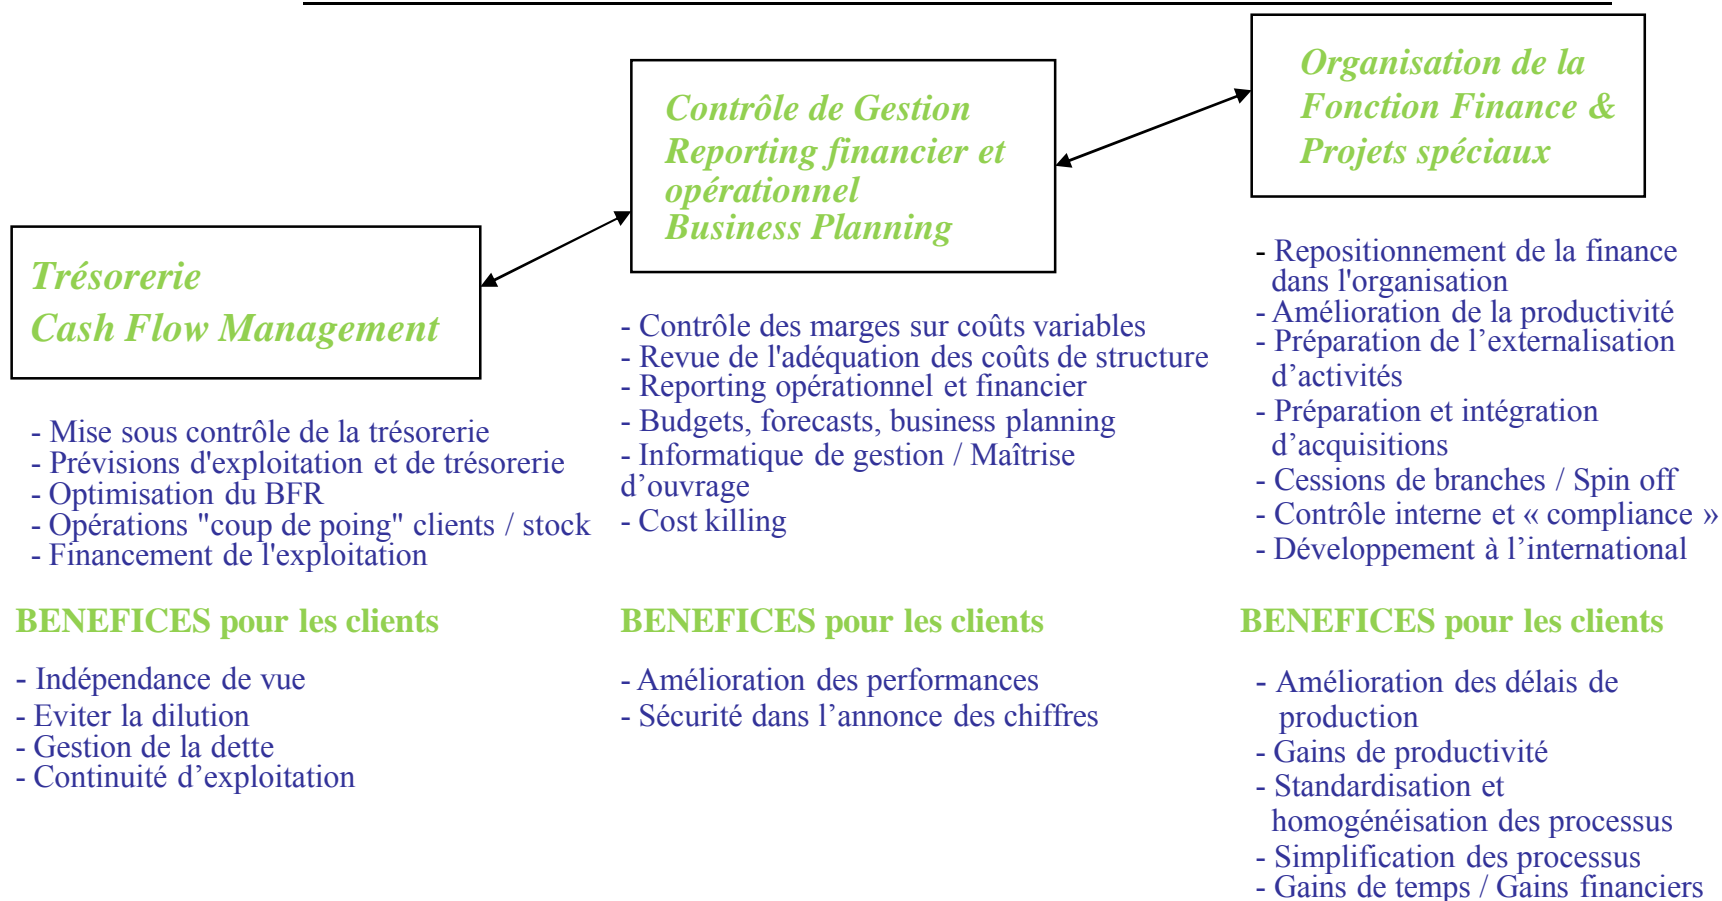 Trésorerie
Cash Flow Management
- Mise sous contrôle de la trésorerie
- Prévisions d'exploitation et de trésorerie
- Optimisation du BFR
- Opérations "coup de poing" clients / stock
- Financement de l'exploitation
BENEFICES pour les clients
- Indépendance de vue
- Eviter la dilution
- Gestion de la dette
- Continuité d’exploitation
Contrôle de Gestion
Reporting financier et
opérationnel
Business Planning
- Contrôle des marges sur coûts variables
- Revue de l'adéquation des coûts de structure
- Reporting opérationnel et financier
- Budgets, forecasts, business planning
- Informatique de gestion / Maîtrise
d’ouvrage
- Cost killing
BENEFICES pour les clients
- Amélioration des performances
- Sécurité dans l’annonce des chiffres
Organisation de la
Fonction Finance &
Projets spéciaux
- Repositionnement de la finance
dans l'organisation
- Amélioration de la productivité
- Préparation de l’externalisation
d’activités
- Préparation et intégration
d’acquisitions
- Cessions de branches / Spin off
- Contrôle interne et « compliance »
- Développement à l’international
BENEFICES pour les clients
- Amélioration des délais de
production
- Gains de productivité
- Standardisation et
homogénéisation des processus
- Simplification des processus
- Gains de temps / Gains financiers